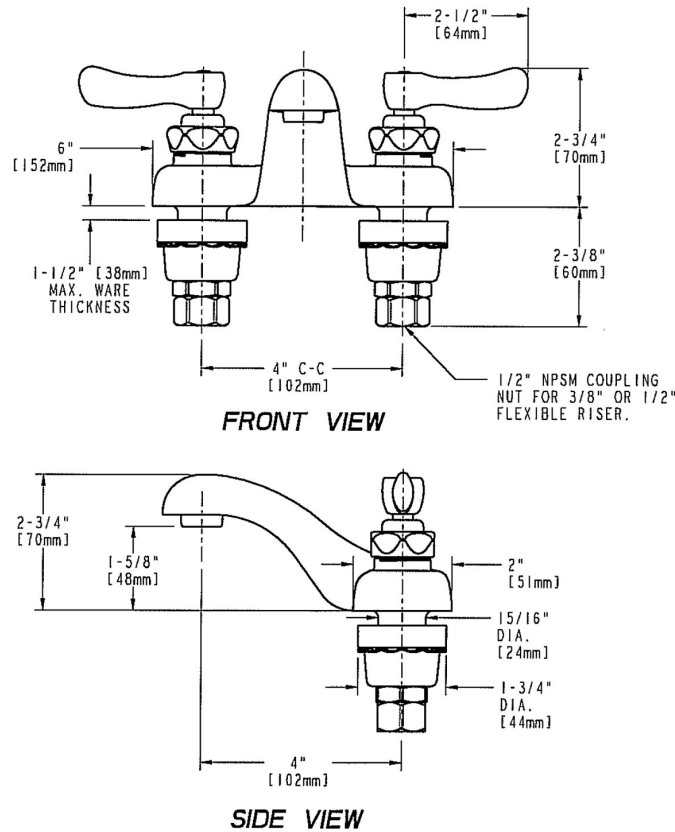 2-1/2"
[64mm]
6"
[152mm]
2-3/4"
[70mm]
1-1/2" [38mm]
MAX. WARE
THICKNESS
2-3/8"
[60mm]
4" C-C
[102mm]
1/2" NPSM COUPLING
NUT FOR 3/8" OR 1/2"
FLEXIBLE RISER.
FRONT VIEW
2-3/4"
[70mm]
1-5/8"
[48mm]
2"
[51mm]
15/16"
DIA.
[24mm]
1-3/4"
DIA.
[44mm]
4"
[102mm]
SIDE VIEW